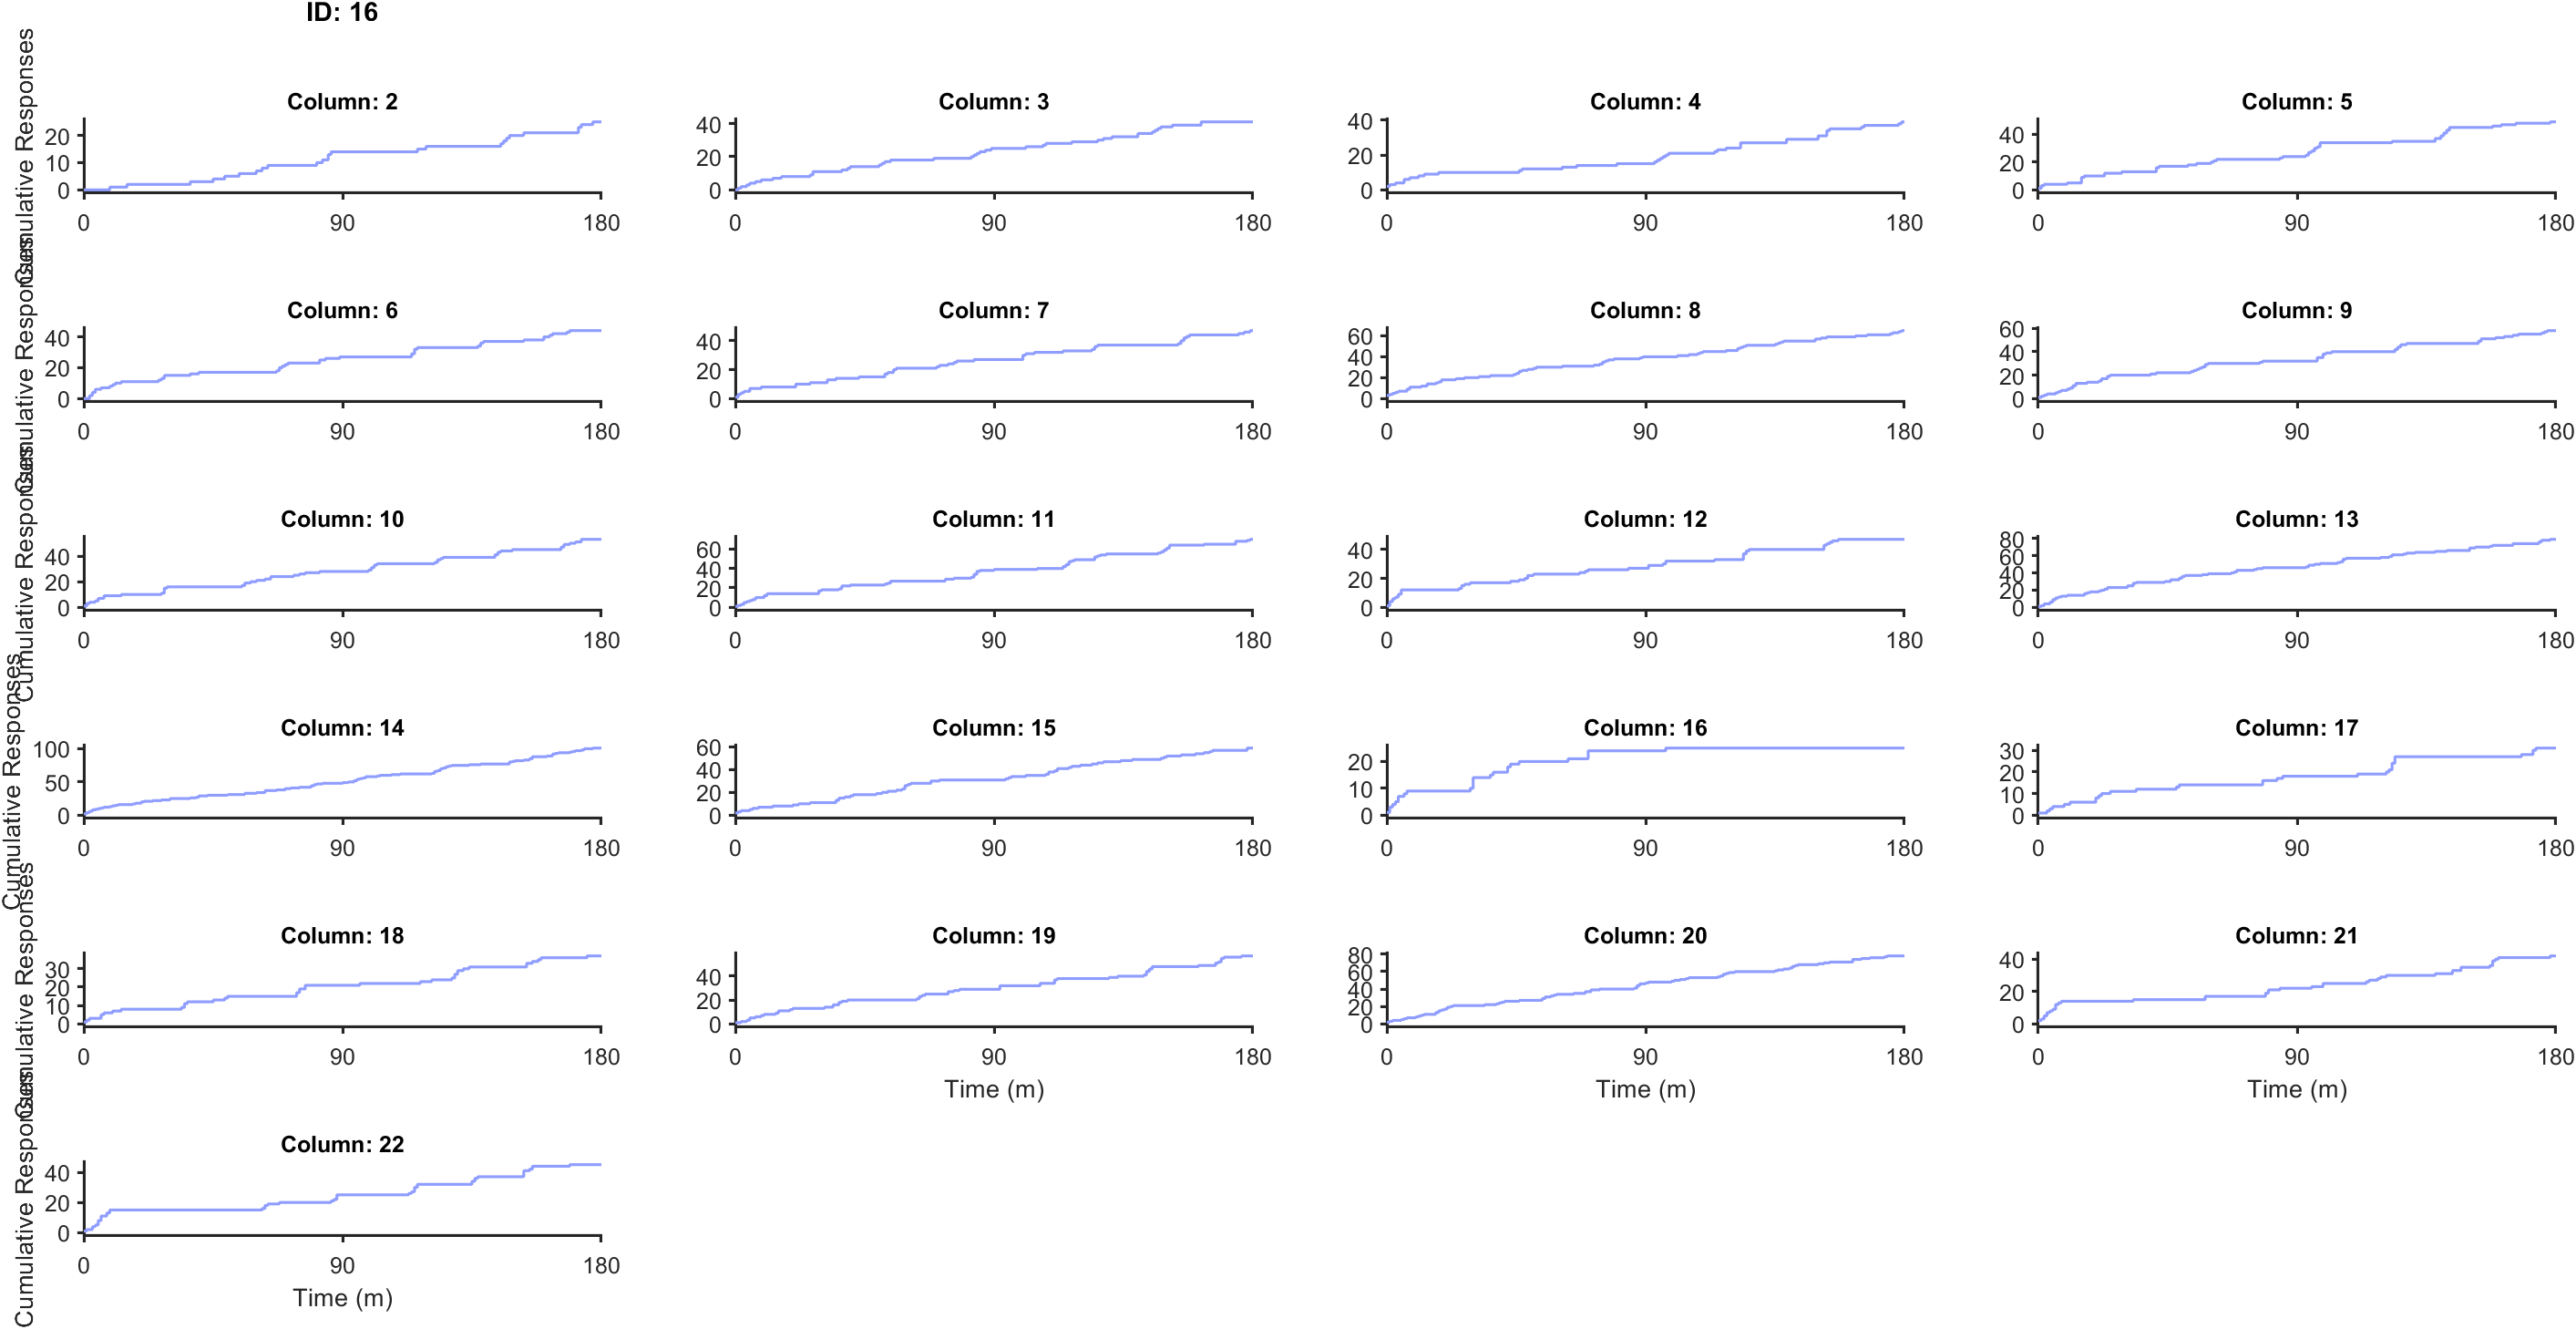 ID: 16
Cumulative Responses
Column: 2
20
10
0
0 90 180
Column: 3
40
20
0
0 90 180
Column: 4
40
20
0
0 90 180
Column: 5
40
20
0
0 90 180
Cumulative Responses
Column: 6
40
20
0
0 90 180
Column: 7
40
20
0
0 90 180
Column: 8
60
40
20
0
0 90 180
Column: 9
60
40
20
0
0 90 180
Cumulative Responses
Column: 10
40
20
0
0 90 180
Column: 11
60
40
20
0
0 90 180
Column: 12
40
20
0
0 90 180
Column: 13
80
60
40
20
0
0 90 180
Cumulative Responses
Column: 14
100
50
0
0 90 180
Column: 15
60
40
20
0
0 90 180
Column: 16
20
10
0
0 90 180
Column: 17
30
20
10
0
0 90 180
Cumulative Responses
Column: 18
30
20
10
0
0 90 180
Column: 19
40
20
0
0 90 180
Time (m)
Column: 20
80
60
40
20
0
0 90 180
Time (m)
Column: 21
40
20
0
0 90 180
Time (m)
Cumulative Responses
Column: 22
40
20
0
0 90 180
Time (m)